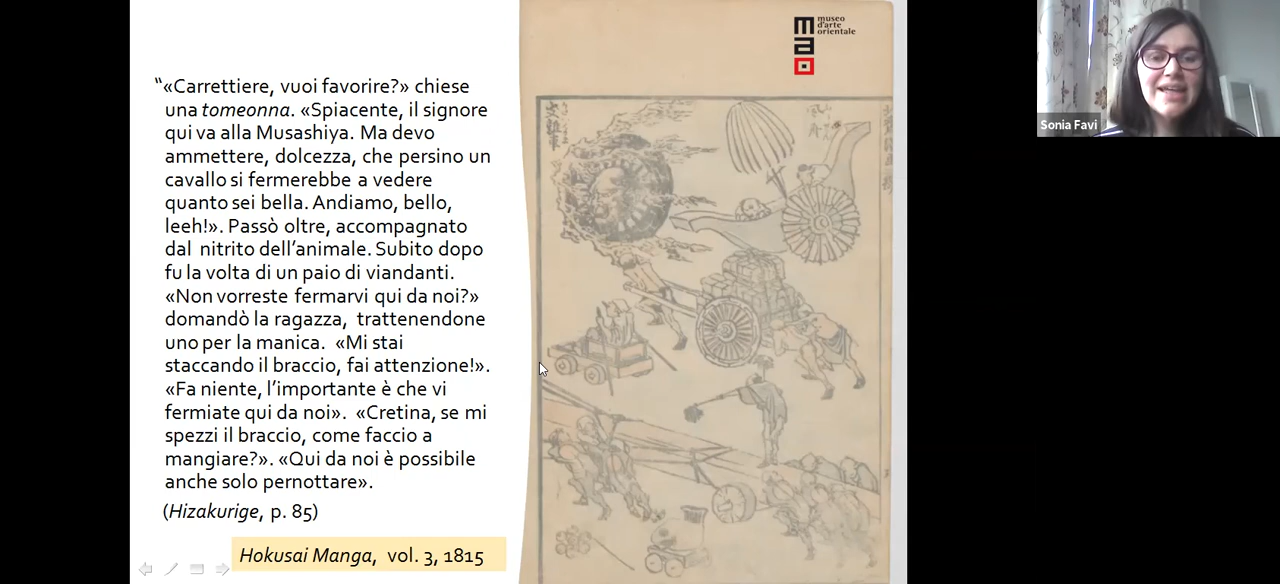 “«Carrettiere, vuoi favorire?» chiese
una tomeonna. «Spiacente, il signore
qui va alla Musashiya. Ma devo
ammettere, dolcezza, che persino un
cavallo si fermerebbe a vedere
quanto sei bella. Andiamo, bello,
leeh!». Passò oltre, accompagnato
dal nitrito dell’animale. Subito dopo
fu la volta di un paio di viandanti.
«Non vorreste fermarvi qui da noi?»
domandò la ragazza, trattenendone
uno per la manica. «Mi stai
staccando il braccio, fai attenzione!».
«Fa niente, l’importante è che vi
fermiate qui da noi». «Cretina, se mi
spezzi il braccio, come faccio a
mangiare?». «Qui da noi è possibile
anche solo pernottare».
(Hizakurige, p. 85)
Hokusai Manga, vol. 3, 1815
mao
museo
d'arte
orientale
Sonia Favi